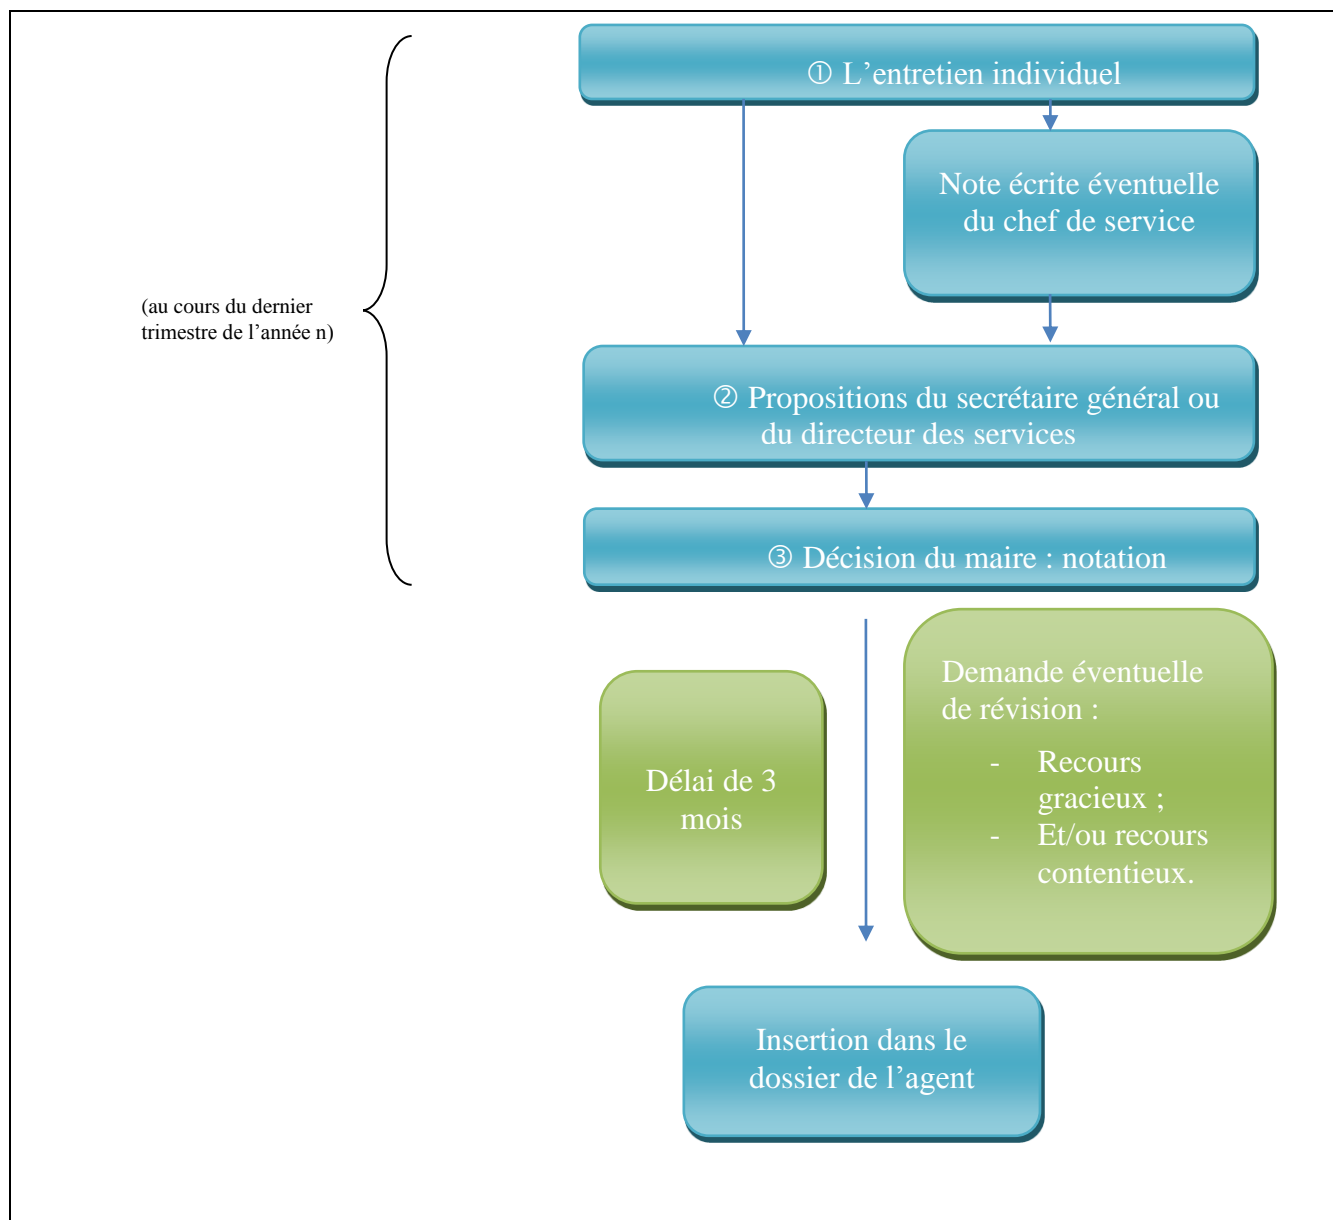 ① L’entretien individuel
Note écrite éventuelle
du chef de service
(au cours du dernier
trimestre de l’année n)
② Propositions du secrétaire général ou
du directeur des services
③ Décision du maire : notation
Demande éventuelle
de révision :
- Recours
gracieux ;
- Et/ou recours
contentieux.
Délai de 3
mois
Insertion dans le
dossier de l’agent